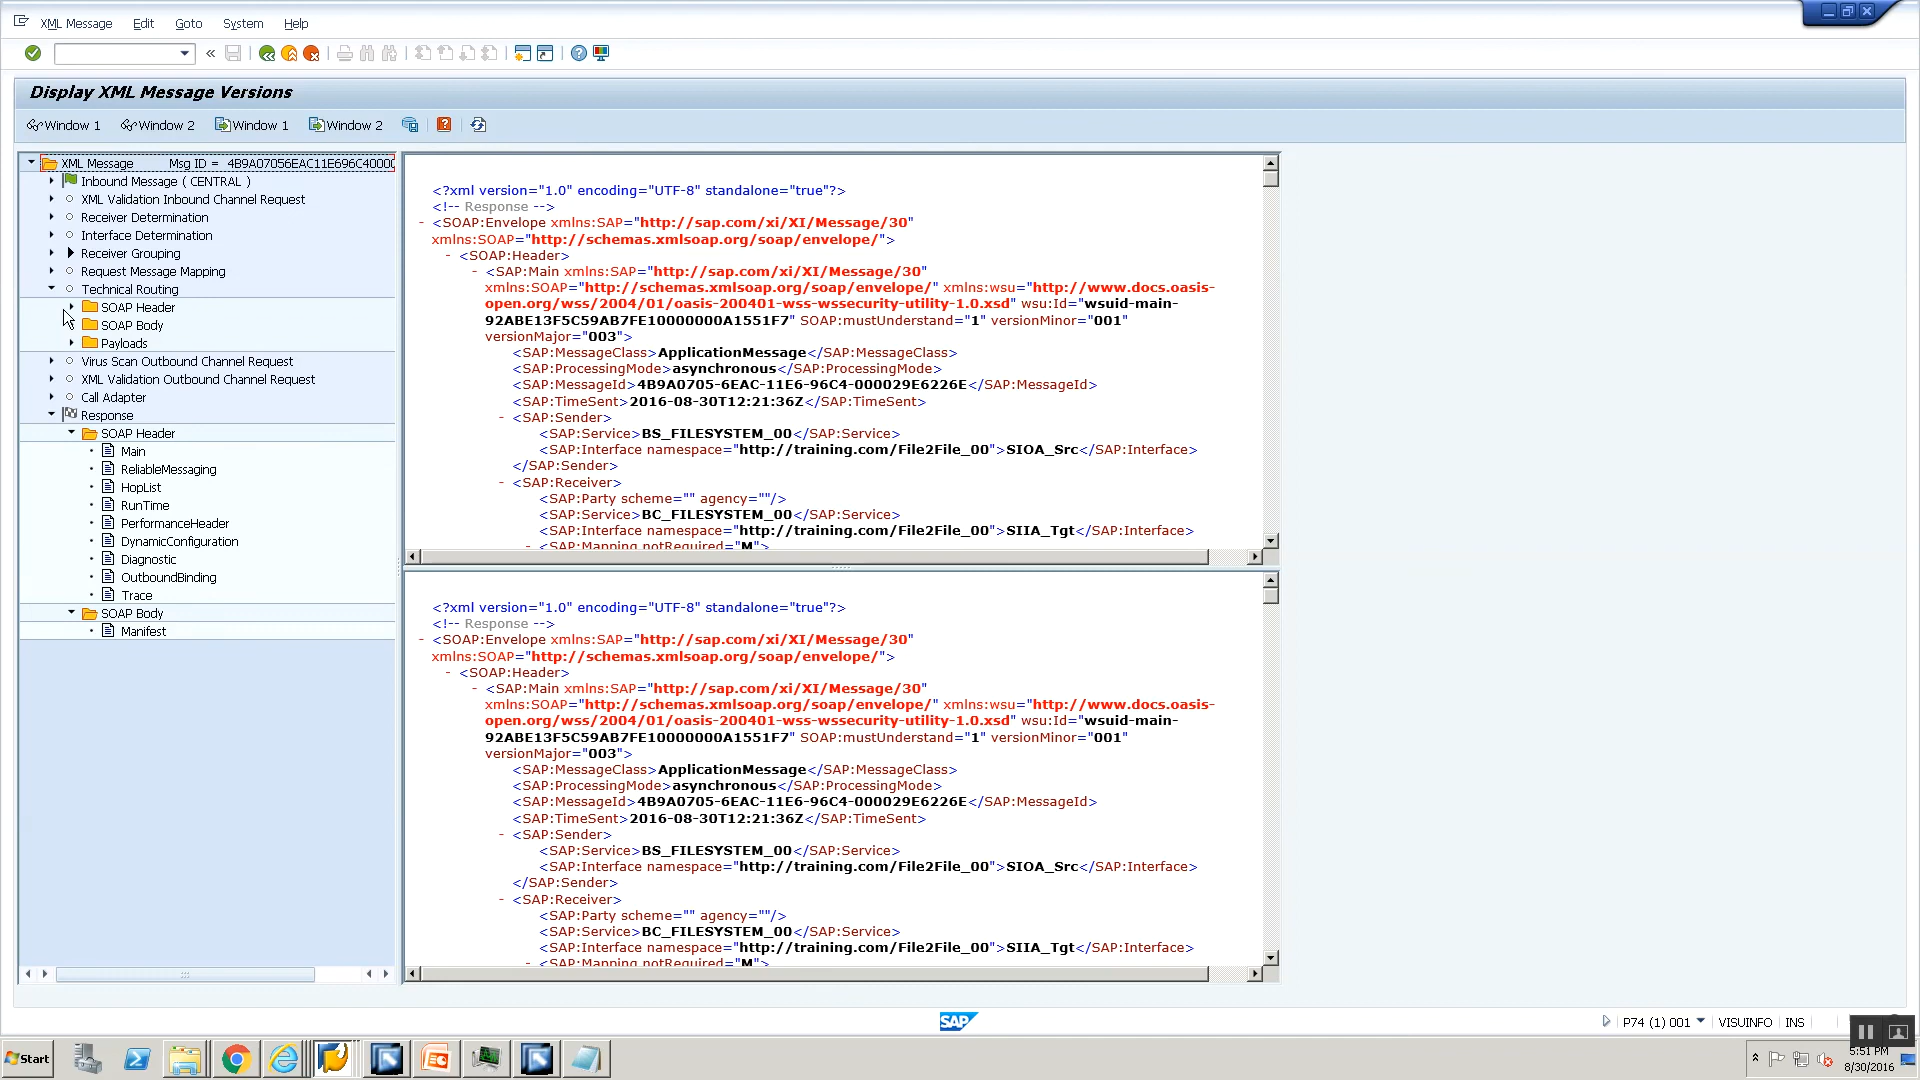 XML Message Edit Goto System Help
Display XML Message Versions
Window 1 Window 2 Window 1 Window 2
XML Message Msg ID = 4B9A07056EAC11E696C40000
Inbound Message ( CENTRAL )
XML Validation Inbound Channel Request
Receiver Determination
Interface Determination
Receiver Grouping
Request Message Mapping
Technical Routing
SOAP Header
SOAP Body
Payloads
Virus Scan Outbound Channel Request
XML Validation Outbound Channel Request
Call Adapter
Response
SOAP Header
Main
ReliableMessaging
HopList
RunTime
PerformanceHeader
DynamicConfiguration
Diagnostic
OutboundBinding
Trace
SOAP Body
Manifest
<?xml version="1.0" encoding="UTF-8" standalone="true"?>
<!-- Response -->
- <SOAP:Envelope xmlns:SAP="http://sap.com/xi/XI/Message/30"
xmlns:SOAP="http://schemas.xmlsoap.org/soap/envelope/">
- <SOAP:Header>
- <SAP:Main xmlns:SAP="http://sap.com/xi/XI/Message/30"
xmlns:SOAP="http://schemas.xmlsoap.org/soap/envelope/" xmlns:wsu="http://www.docs.oasis-
open.org/wss/2004/01/oasis-200401-wss-wssecurity-utility-1.0.xsd" wsu:Id="wsuid-main-
92ABE13F5C59AB7FE10000000A1551F7" SOAP:mustUnderstand="1" versionMinor="001"
versionMajor="003">
<SAP:MessageClass>ApplicationMessage</SAP:MessageClass>
<SAP:ProcessingMode>asynchronous</SAP:ProcessingMode>
<SAP:MessageId>4B9A0705-6EAC-11E6-96C4-000029E6226E</SAP:MessageId>
<SAP:TimeSent>2016-08-30T12:21:36Z</SAP:TimeSent>
- <SAP:Sender>
<SAP:Service>BS_FILESYSTEM_00</SAP:Service>
<SAP:Interface namespace="http://training.com/File2File_00">SIOA_Src</SAP:Interface>
</SAP:Sender>
- <SAP:Receiver>
<SAP:Party scheme="" agency=""/>
<SAP:Service>BC_FILESYSTEM_00</SAP:Service>
<SAP:Interface namespace="http://training.com/File2File_00">SIIA_Tgt</SAP:Interface>
- <SAP:Mapping notRequired="M">
<?xml version="1.0" encoding="UTF-8" standalone="true"?>
<!-- Response -->
- <SOAP:Envelope xmlns:SAP="http://sap.com/xi/XI/Message/30"
xmlns:SOAP="http://schemas.xmlsoap.org/soap/envelope/">
- <SOAP:Header>
- <SAP:Main xmlns:SAP="http://sap.com/xi/XI/Message/30"
xmlns:SOAP="http://schemas.xmlsoap.org/soap/envelope/" xmlns:wsu="http://www.docs.oasis-
open.org/wss/2004/01/oasis-200401-wss-wssecurity-utility-1.0.xsd" wsu:Id="wsuid-main-
92ABE13F5C59AB7FE10000000A1551F7" SOAP:mustUnderstand="1" versionMinor="001"
versionMajor="003">
<SAP:MessageClass>ApplicationMessage</SAP:MessageClass>
<SAP:ProcessingMode>asynchronous</SAP:ProcessingMode>
<SAP:MessageId>4B9A0705-6EAC-11E6-96C4-000029E6226E</SAP:MessageId>
<SAP:TimeSent>2016-08-30T12:21:36Z</SAP:TimeSent>
- <SAP:Sender>
<SAP:Service>BS_FILESYSTEM_00</SAP:Service>
<SAP:Interface namespace="http://training.com/File2File_00">SIOA_Src</SAP:Interface>
</SAP:Sender>
- <SAP:Receiver>
<SAP:Party scheme="" agency=""/>
<SAP:Service>BC_FILESYSTEM_00</SAP:Service>
<SAP:Interface namespace="http://training.com/File2File_00">SIIA_Tgt</SAP:Interface>
- <SAP:Mapping notRequired="M">
SAP
P74 (1) 001 VISUINFO INS
Start
5:51 PM
8/30/2016